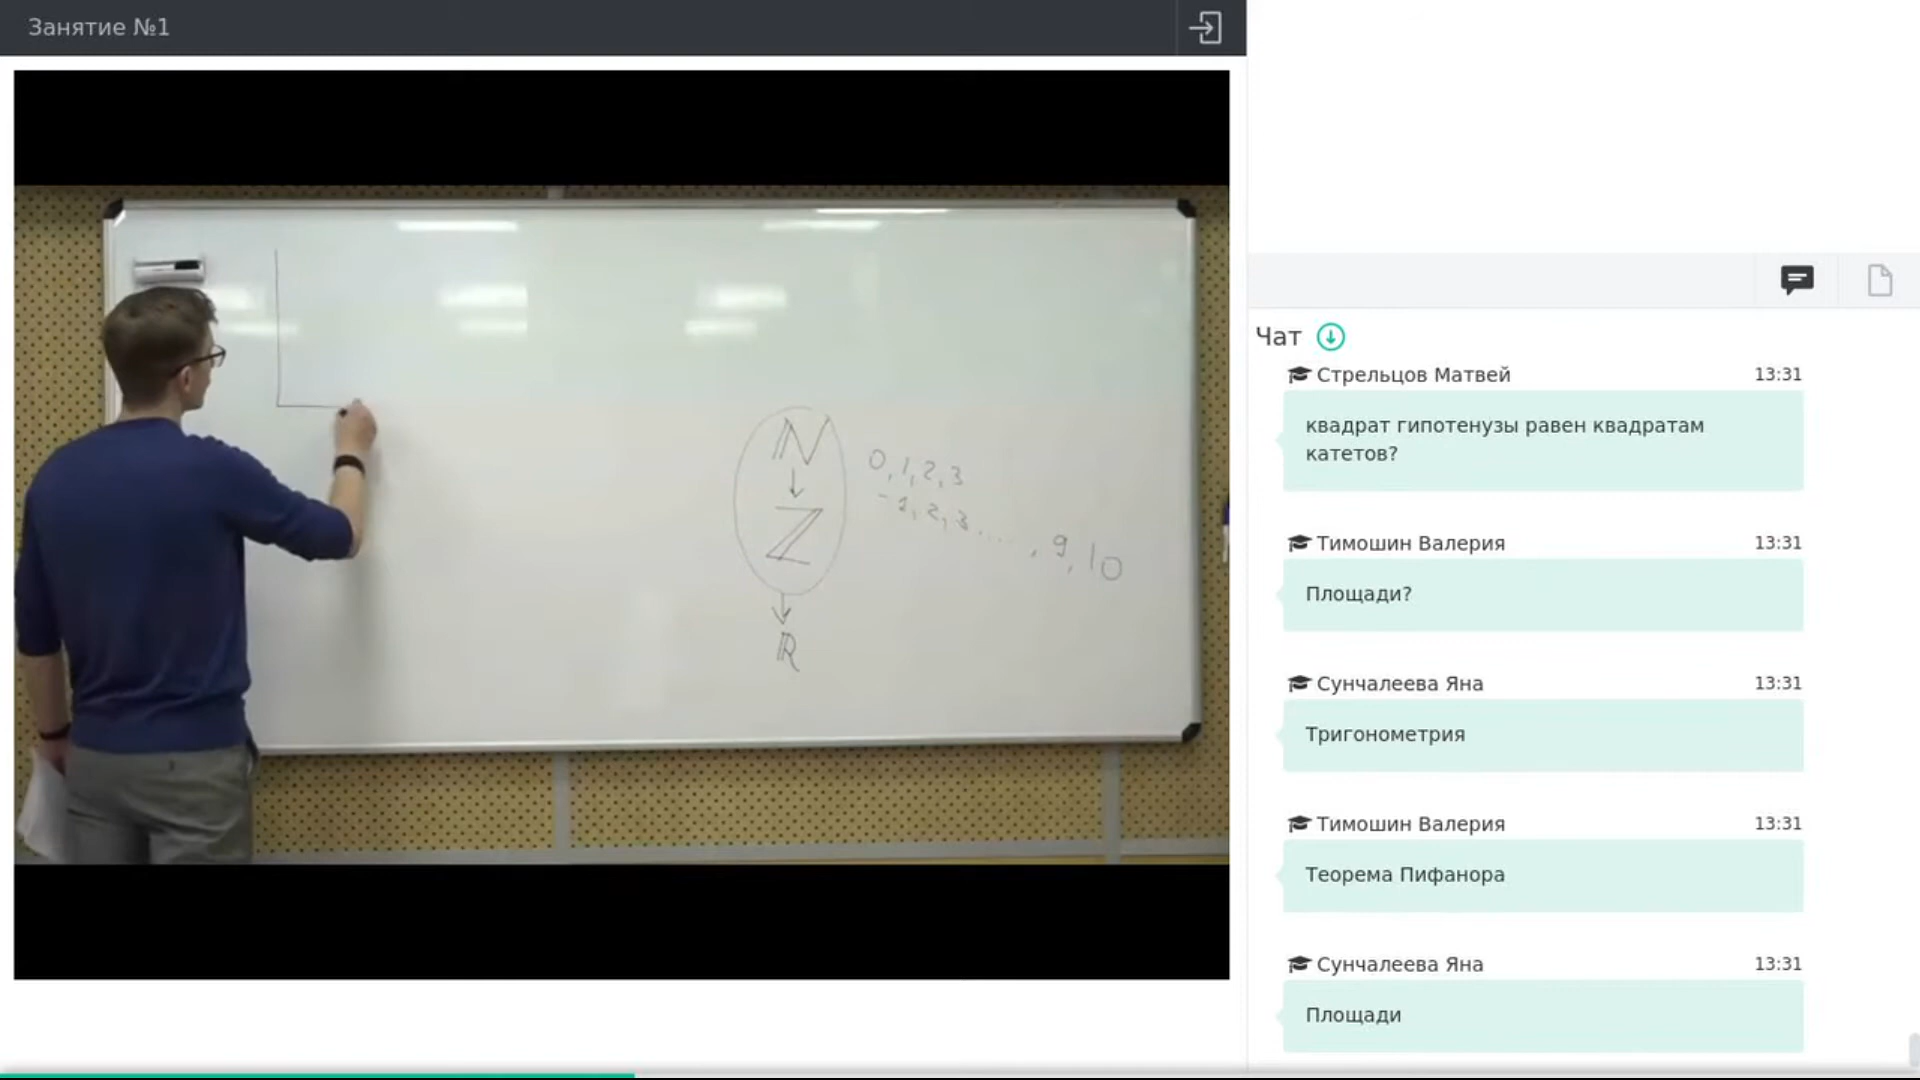 Занятие №1
N
0, 1, 2, 3
-1, 2, 3 .... , 9, 10
Z
R
Чат
Стрельцов Матвей 13:31
квадрат гипотенузы равен квадратам
катетов?
Тимошин Валерия 13:31
Площади?
Сунчалеева Яна 13:31
Тригонометрия
Тимошин Валерия 13:31
Теорема Пифанора
Сунчалеева Яна 13:31
Площади